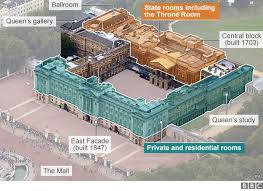 Ballroom
Queen's gallery
State rooms including
the Throne Room
Central block
(built 1703)
Queen's study
East Facade
(built 1847)
Private and residential rooms
The Mall
BBC